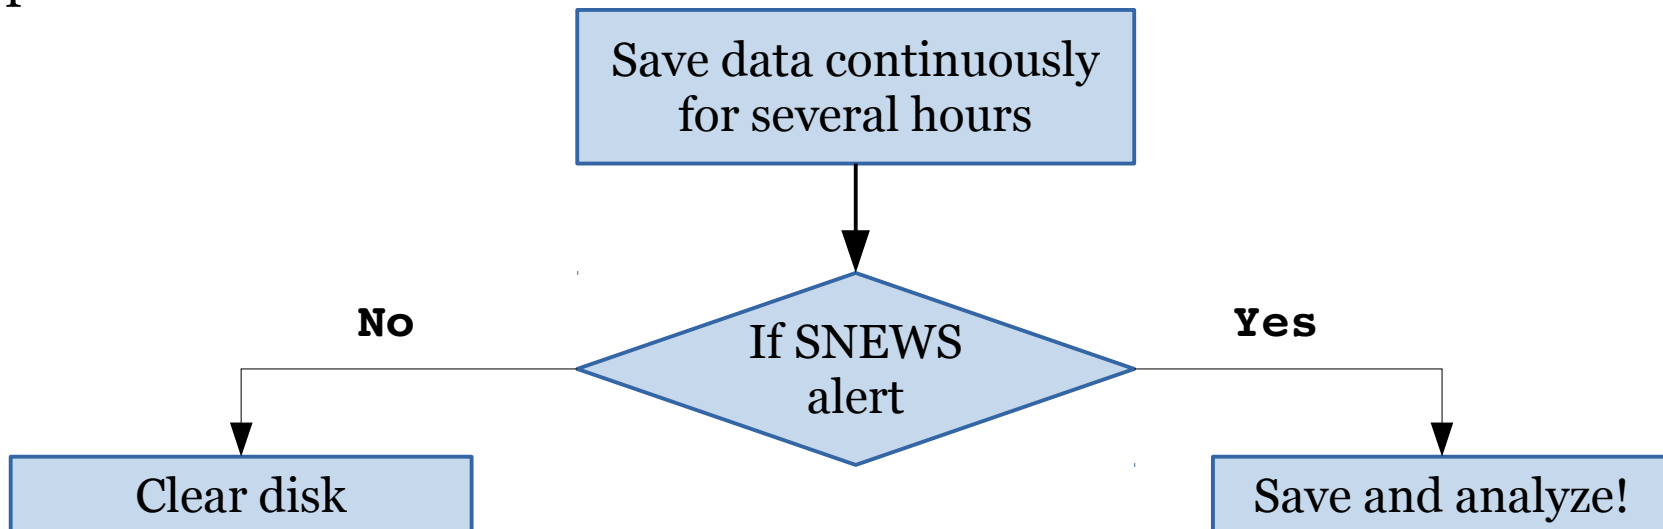 Save data continuously
for several hours
No
Yes
If SNEWS
alert
Clear disk
Save and analyze!